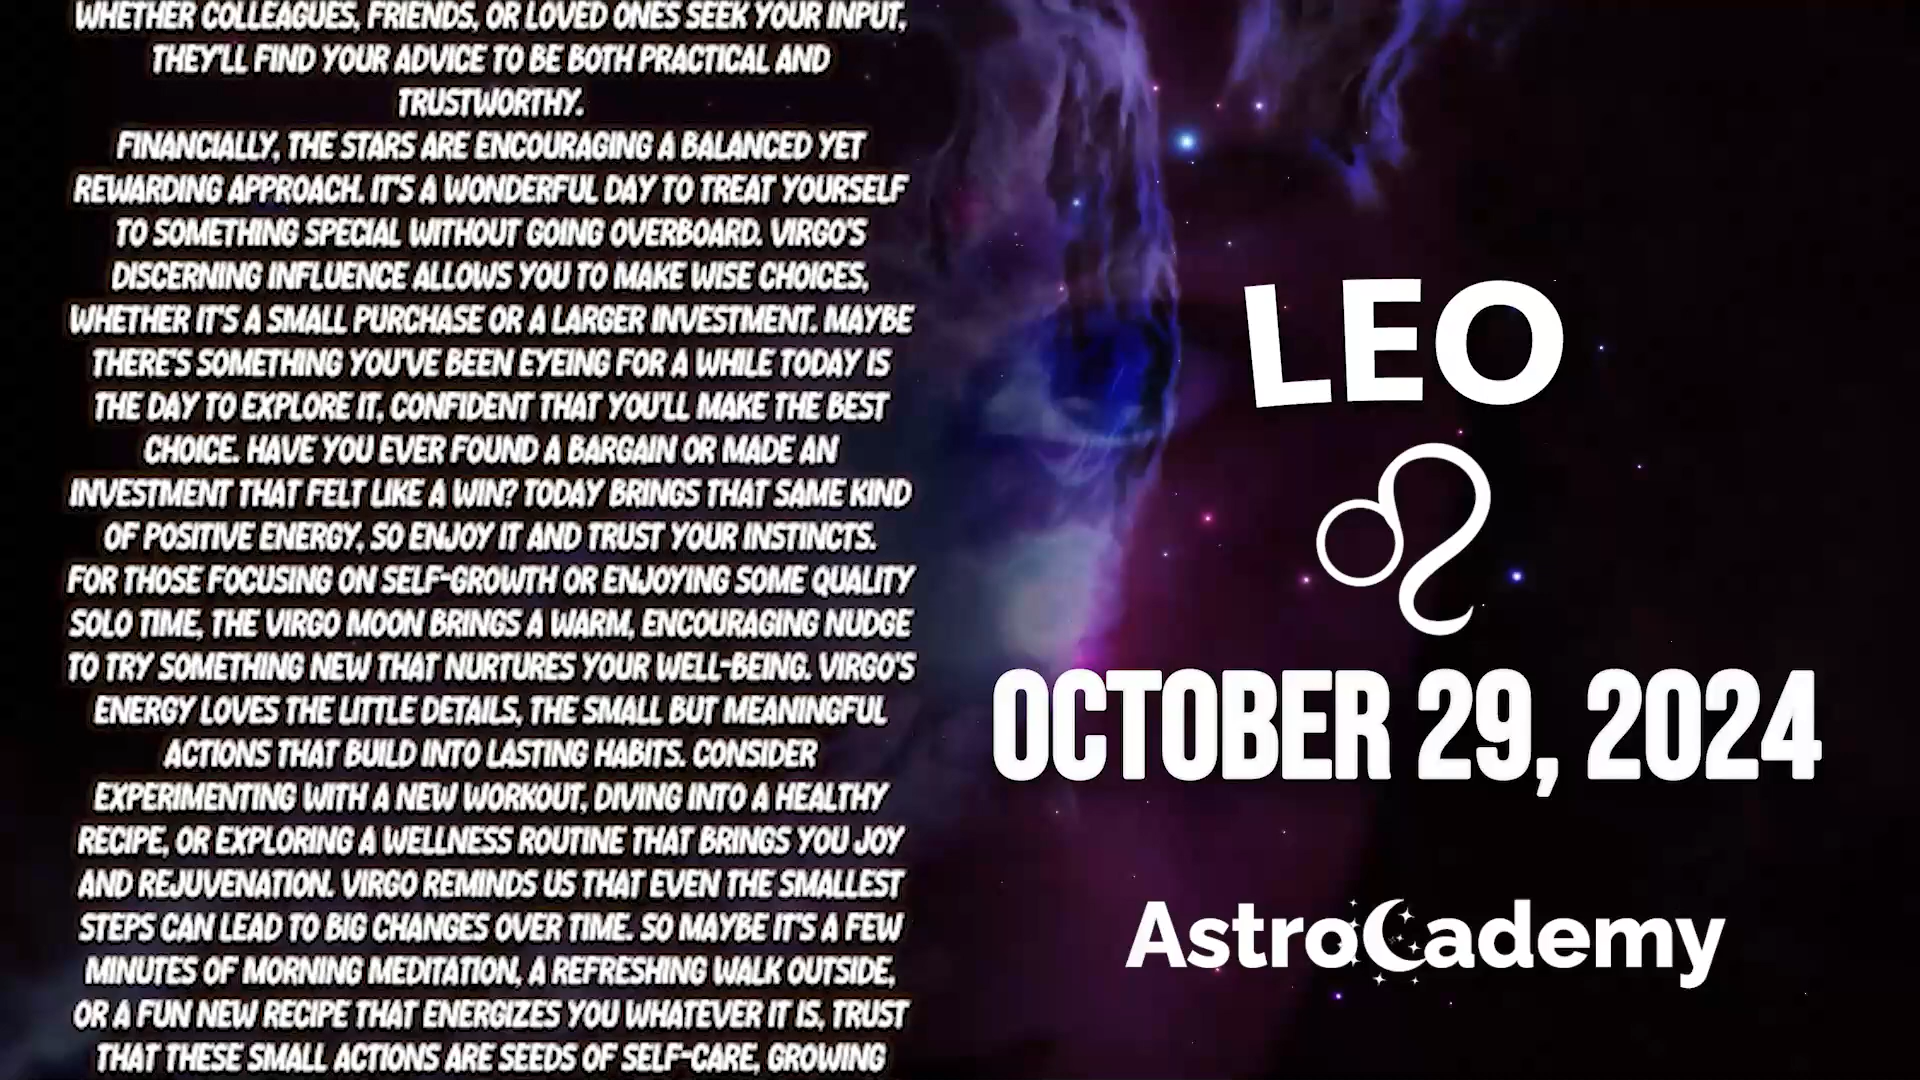 WHETHER COLLEAGUES, FRIENDS, OR LOVED ONES SEEK YOUR INPUT,
THEY'LL FIND YOUR ADVICE TO BE BOTH PRACTICAL AND
TRUSTWORTHY.
FINANCIALLY, THE STARS ARE ENCOURAGING A BALANCED YET
REWARDING APPROACH. IT'S A WONDERFUL DAY TO TREAT YOURSELF
TO SOMETHING SPECIAL WITHOUT GOING OVERBOARD. VIRGO'S
DISCERNING INFLUENCE ALLOWS YOU TO MAKE WISE CHOICES,
WHETHER IT'S A SMALL PURCHASE OR A LARGER INVESTMENT. MAYBE
THERE'S SOMETHING YOU'VE BEEN EYEING FOR A WHILE TODAY IS
THE DAY TO EXPLORE IT, CONFIDENT THAT YOU'LL MAKE THE BEST
CHOICE. HAVE YOU EVER FOUND A BARGAIN OR MADE AN
INVESTMENT THAT FELT LIKE A WIN? TODAY BRINGS THAT SAME KIND
OF POSITIVE ENERGY, SO ENJOY IT AND TRUST YOUR INSTINCTS.
FOR THOSE FOCUSING ON SELF-GROWTH OR ENJOYING SOME QUALITY
SOLO TIME, THE VIRGO MOON BRINGS A WARM, ENCOURAGING NUDGE
TO TRY SOMETHING NEW THAT NURTURES YOUR WELL-BEING. VIRGO'S
ENERGY LOVES THE LITTLE DETAILS, THE SMALL BUT MEANINGFUL
ACTIONS THAT BUILD INTO LASTING HABITS. CONSIDER
EXPERIMENTING WITH A NEW WORKOUT, DIVING INTO A HEALTHY
RECIPE, OR EXPLORING A WELLNESS ROUTINE THAT BRINGS YOU JOY
AND REJUVENATION. VIRGO REMINDS US THAT EVEN THE SMALLEST
STEPS CAN LEAD TO BIG CHANGES OVER TIME. SO MAYBE IT'S A FEW
MINUTES OF MORNING MEDITATION, A REFRESHING WALK OUTSIDE,
OR A FUN NEW RECIPE THAT ENERGIZES YOU WHATEVER IT IS, TRUST
THAT THESE SMALL ACTIONS ARE SEEDS OF SELF-CARE, GROWING
LEO
♌
OCTOBER 29, 2024
AstroCademy